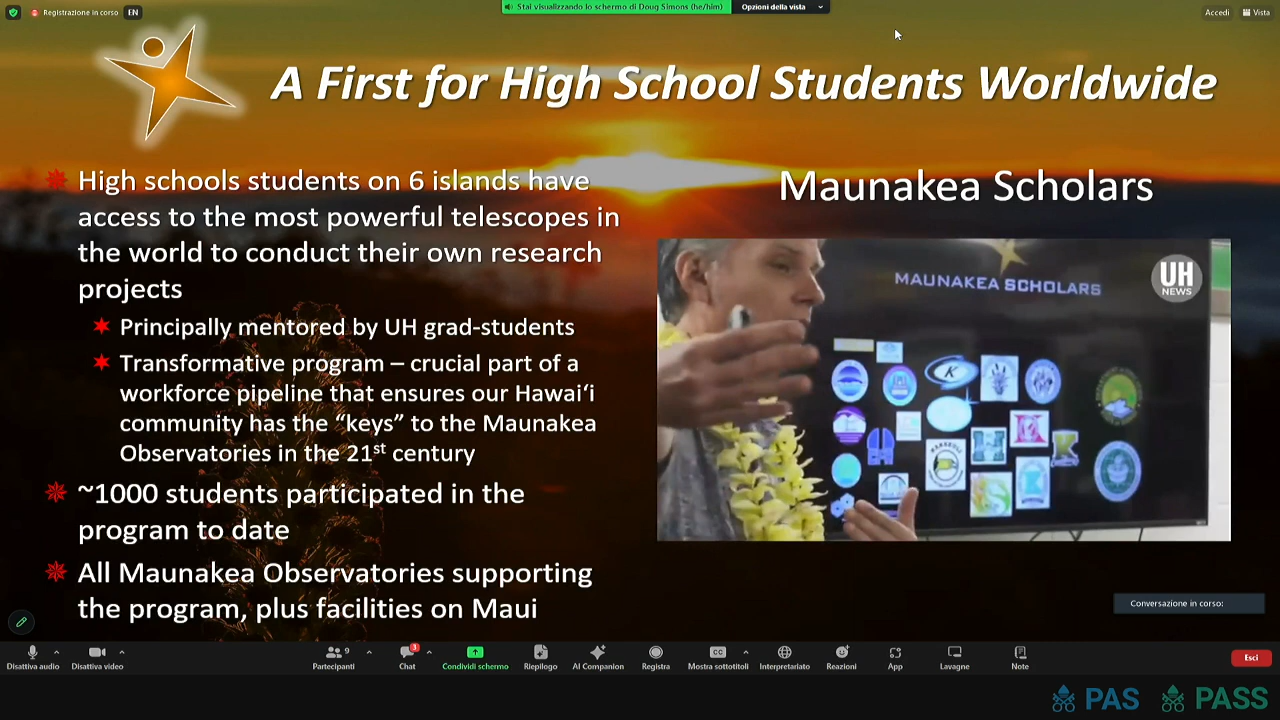 Registrazione in corso EN
Stai visualizzando lo schermo di Doug Simons (he/him)
Opzioni della vista
Accedi
Vista
A First for High School Students Worldwide
High schools students on 6 islands have
access to the most powerful telescopes in
the world to conduct their own research
projects
Principally mentored by UH grad-students
Transformative program – crucial part of a
workforce pipeline that ensures our Hawaiʻi
community has the “keys” to the Maunakea
Observatories in the 21st century
~1000 students participated in the
program to date
All Maunakea Observatories supporting
the program, plus facilities on Maui
Maunakea Scholars
MAUNAKEA SCHOLARS
UH
NEWS
K
H
Conversazione in corso:
Disattiva audio
Disattiva video
Partecipanti
9
Chat
3
Condividi schermo
Riepilogo
AI Companion
Registra
CC
Mostra sottotitoli
Interpretariato
Reazioni
App
Lavagne
Note
Esci
PAS
PASS